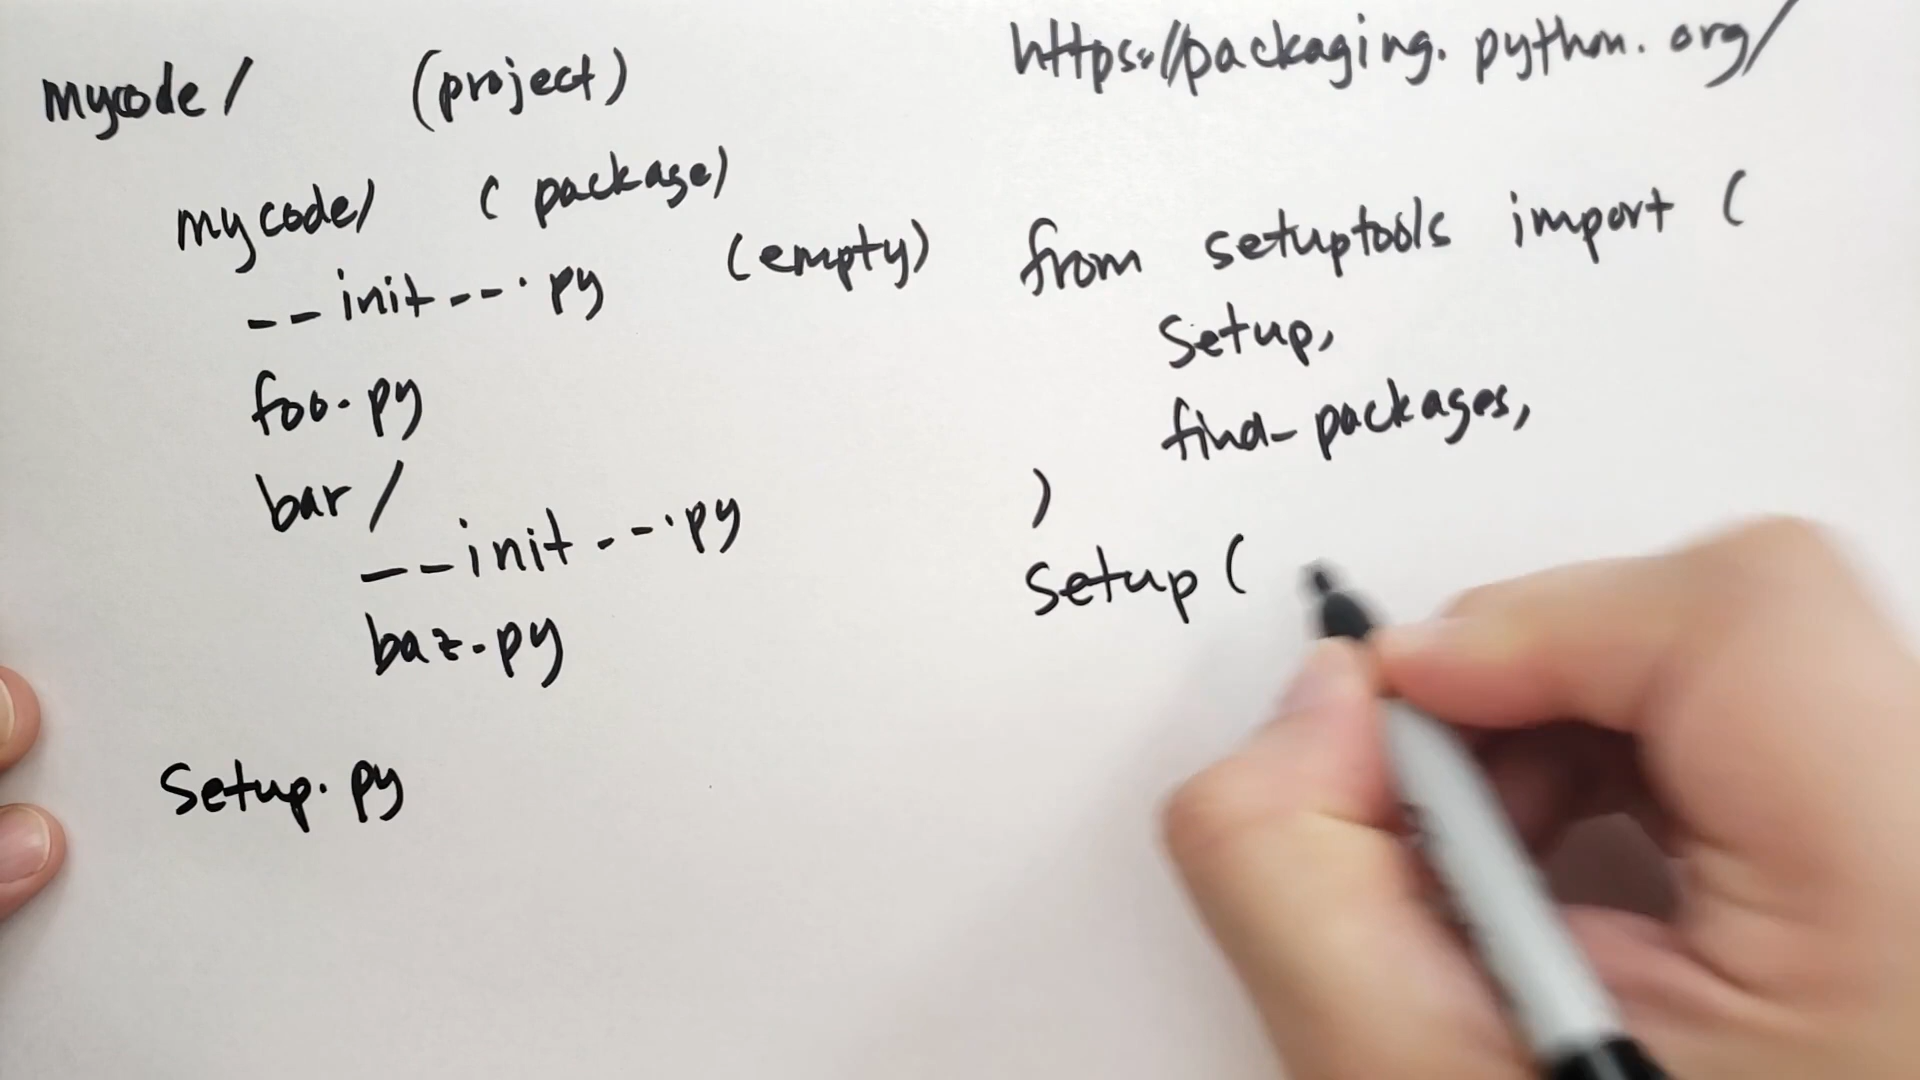 mycode/ (project)
mycode/ (package)
__init__.py (empty)
foo.py
bar/
__init__.py
baz.py
setup.py
https://packaging.python.org/
from setuptools import (
setup,
find_packages,
)
setup (